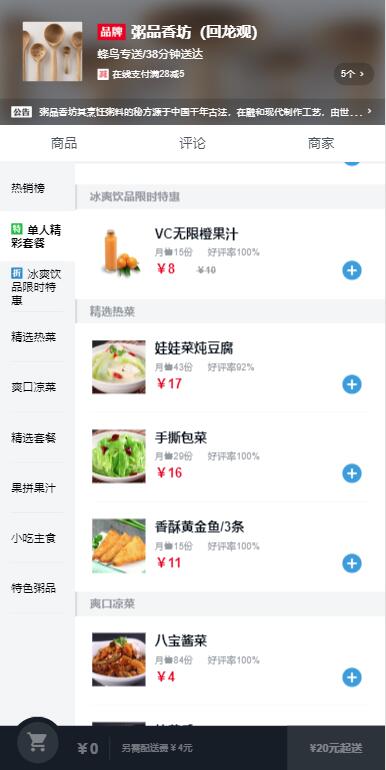 品牌 粥品香坊（回龙观）
蜂鸟专送/38分钟送达
减 在线支付满28减5
5个 >
公告 粥品香坊其烹饪粥料的秘方源于中国千年古法，在融和现代制作工艺，由世... >
商品 评论 商家
热销榜
特 单人精
彩套餐
折 冰爽饮
品限时特
惠
精选热菜
爽口凉菜
精选套餐
果拼果汁
小吃主食
特色粥品
冰爽饮品限时特惠
VC无限橙果汁
月售15份 好评率100%
￥8 ￥10
精选热菜
娃娃菜炖豆腐
月售43份 好评率92%
￥17
手撕包菜
月售29份 好评率100%
￥16
香酥黄金鱼/3条
月售15份 好评率100%
￥11
爽口凉菜
八宝酱菜
月售84份 好评率100%
￥4
￥0 另需配送费￥4元 ¥20元起送